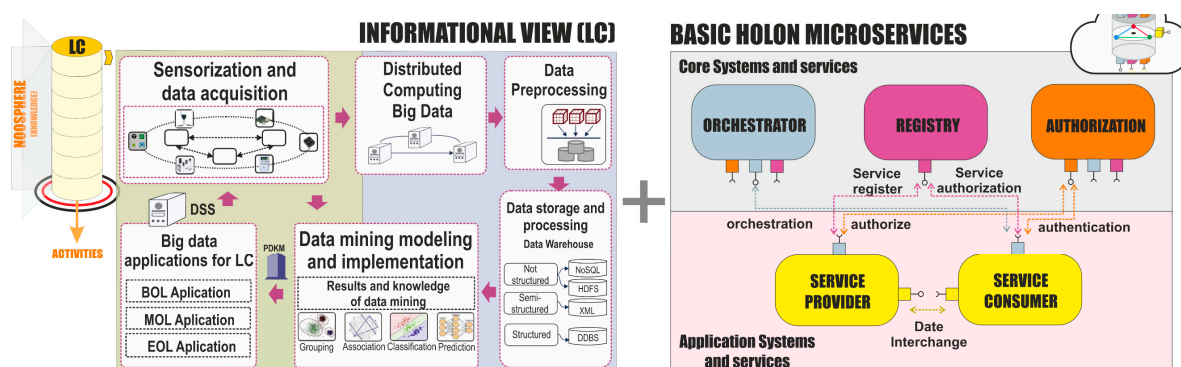 INFORMATIONAL VIEW (LC)
LC
NOOSPHERE
(KNOWLEDGE)
ACTIVITIES
Sensorization and
data acquisition
Distributed
Computing
Big Data
Data
Preprocessing
DSS
Big data
applications for LC
BOL Aplication
MOL Aplication
EOL Aplication
PDKM
Data mining modeling
and implementation
Results and knowledge
of data mining
Grouping
Association
Classification
Prediction
Data storage and
processing
Data Warehouse
Not
structured
NoSQL
HDFS
Semi-
structured
XML
Structured
DDBS
+
BASIC HOLON MICROSERVICES
Core Systems and services
ORCHESTRATOR
REGISTRY
AUTHORIZATION
Service
register
Service
authorization
orchestration
authorize
authentication
SERVICE
PROVIDER
SERVICE
CONSUMER
Date
Interchange
Application Systems
and services